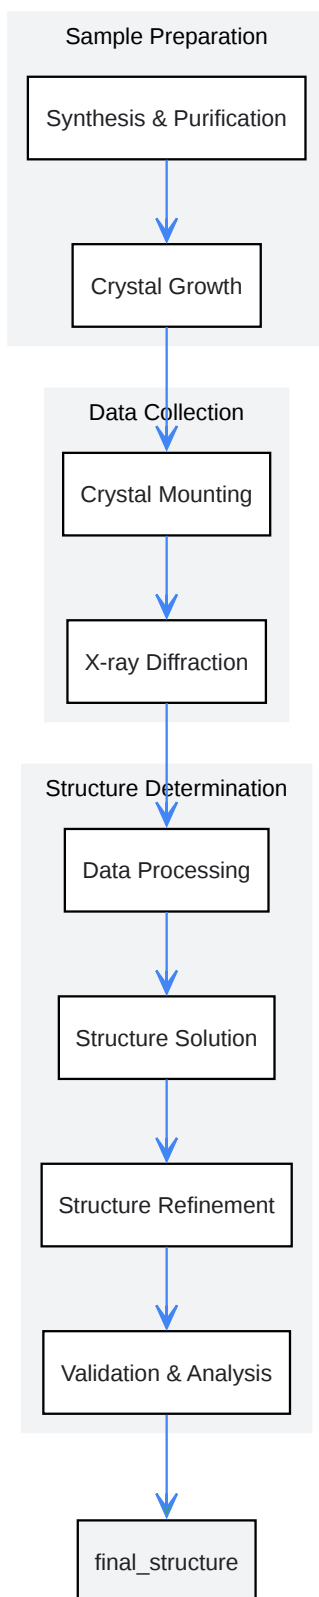 Sample Preparation
Synthesis & Purification
Crystal Growth
Data Collection
Crystal Mounting
X-ray Diffraction
Structure Determination
Data Processing
Structure Solution
Structure Refinement
Validation & Analysis
final_structure